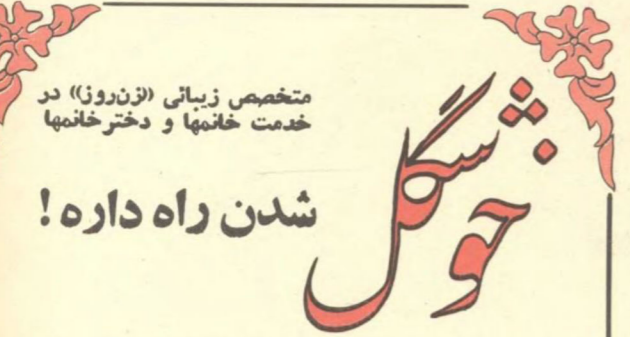 متخصص زیبائی «زن‌روز» در
خدمت خانمها و دخترخانمها
خوشگل
شدن راه داره!